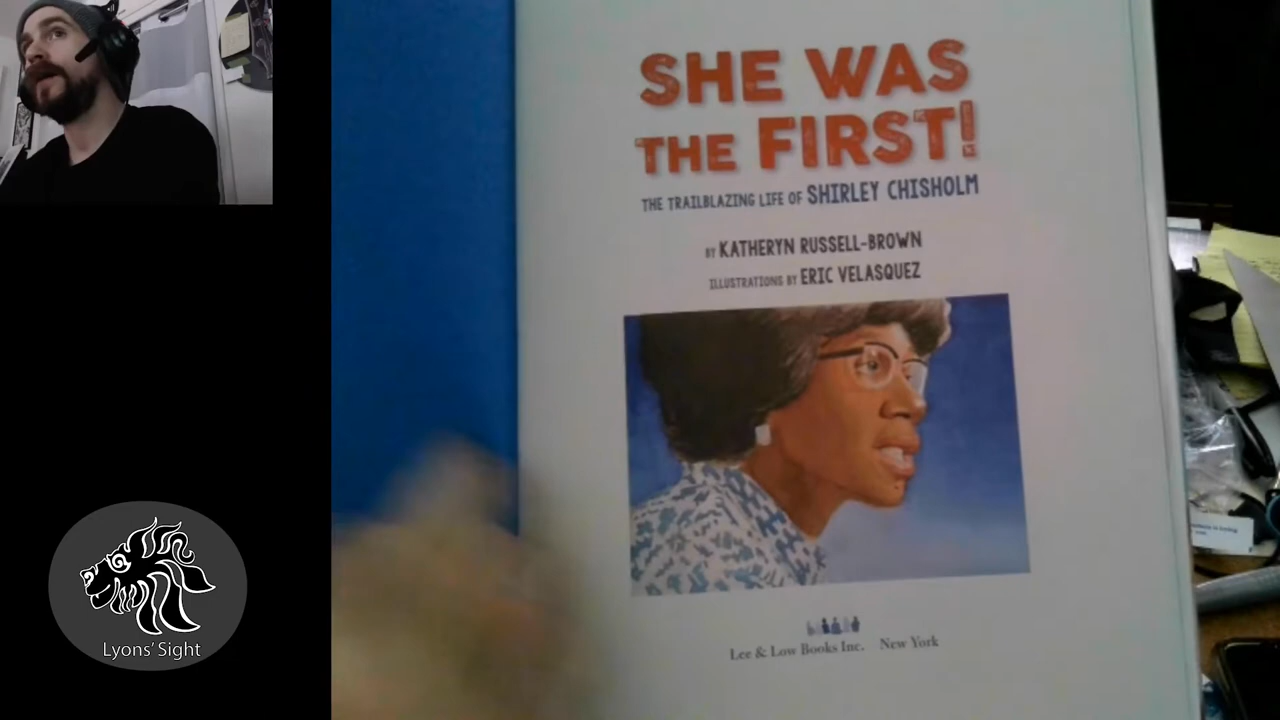 SHE WAS
THE FIRST!
THE TRAILBLAZING LIFE OF SHIRLEY CHISHOLM
BY KATHERYN RUSSELL-BROWN
ILLUSTRATIONS BY ERIC VELASQUEZ
Lee & Low Books Inc. New York
Lyons' Sight